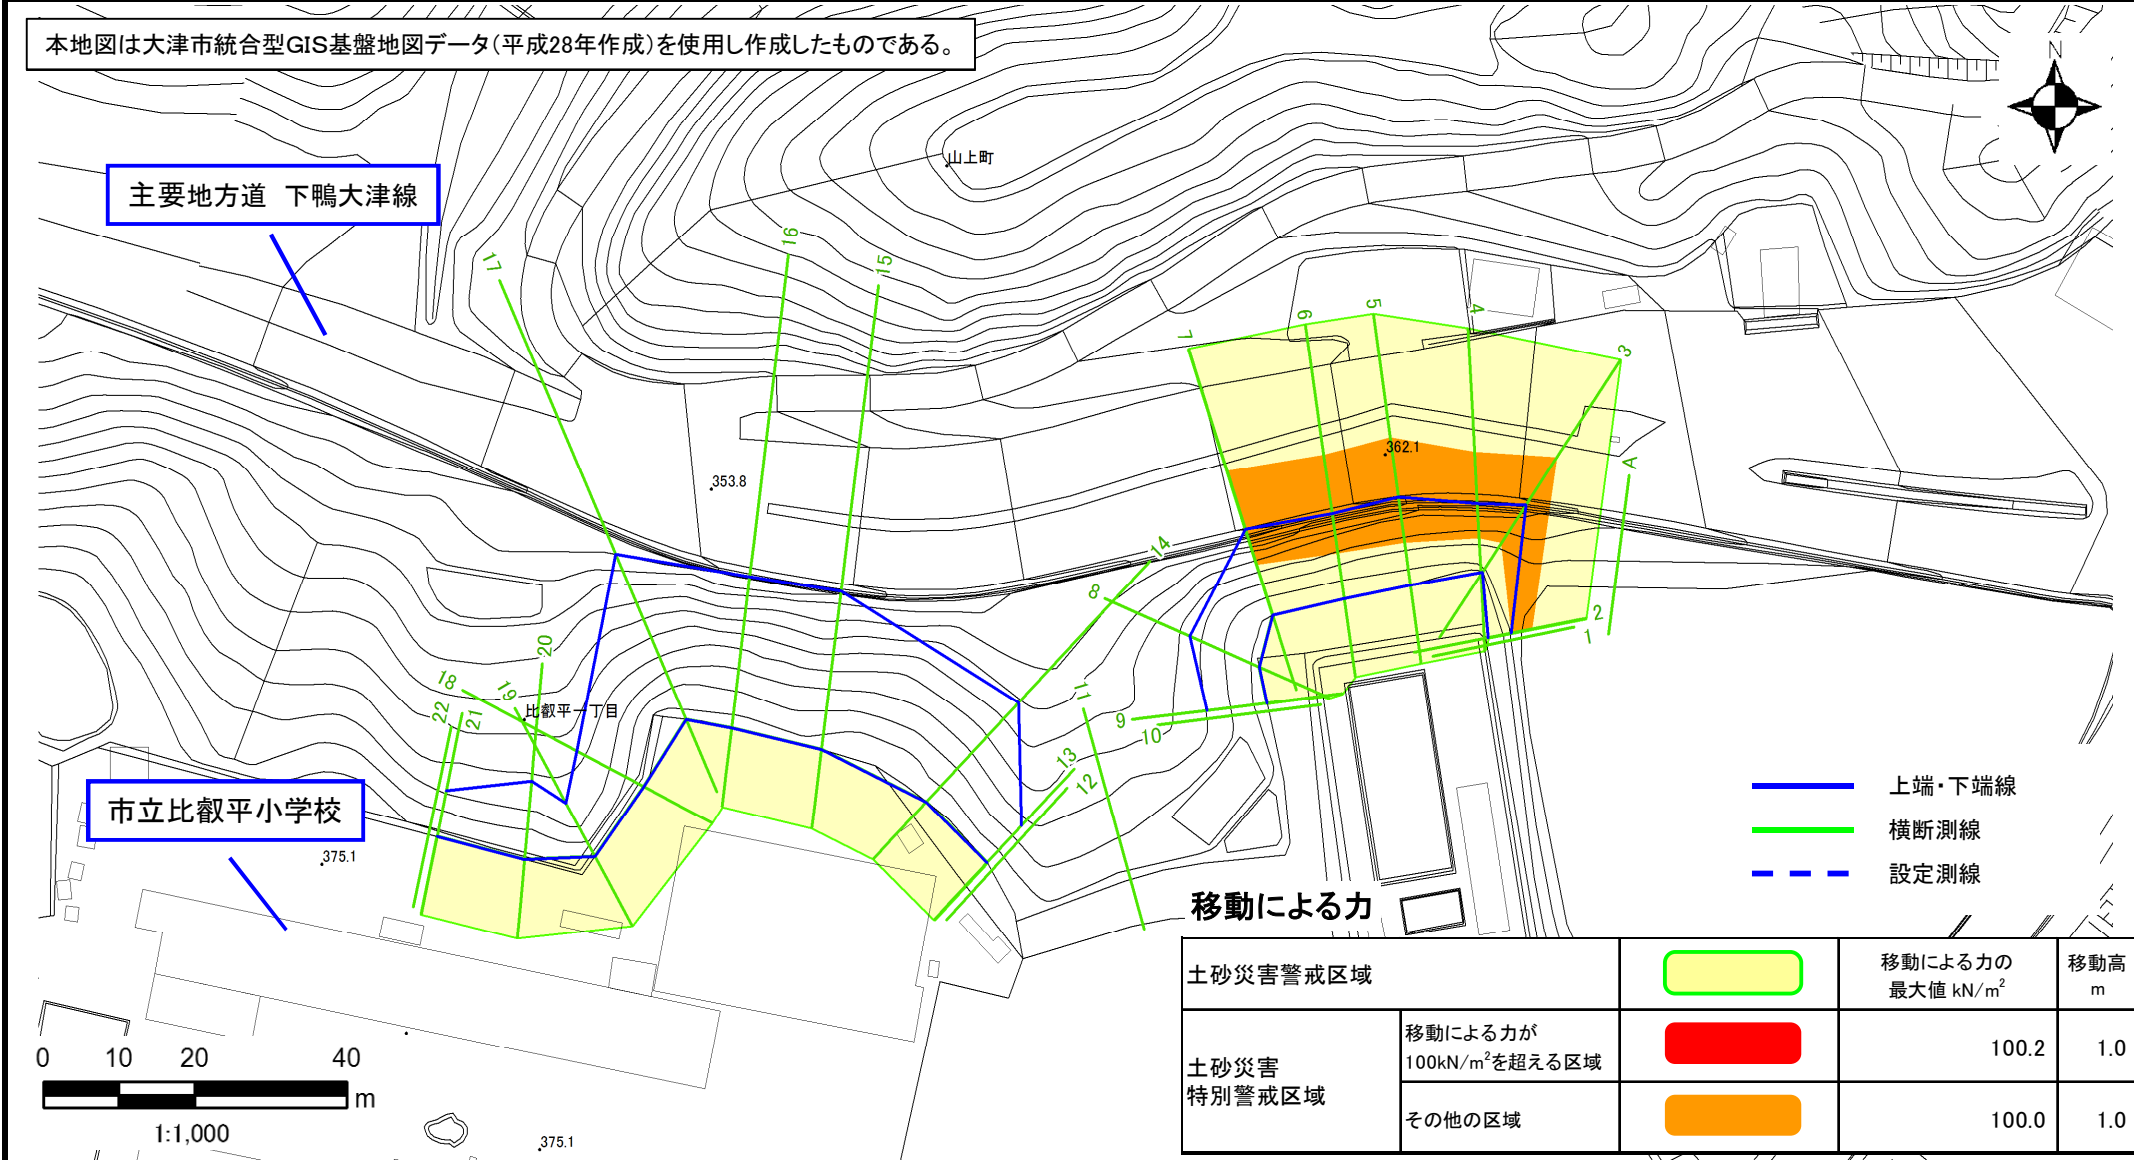 本地図は大津市統合型GIS基盤地図データ(平成28年作成)を使用し作成したものである。
N
山上町
主要地方道 下鴨大津線
16
15
17
7
6
5
4
3
A
362.1
353.8
14
8
2
1
20
18
19
22
21
比叡平一丁目
11
9
10
13
12
市立比叡平小学校
375.1
上端・下端線
横断測線
設定測線
移動による力
土砂災害警戒区域
移動による力の
最大値 kN/m²
移動高
m
土砂災害
特別警戒区域
移動による力が
100kN/m²を超える区域
100.2
1.0
その他の区域
100.0
1.0
0 10 20 40
m
1:1,000
375.1